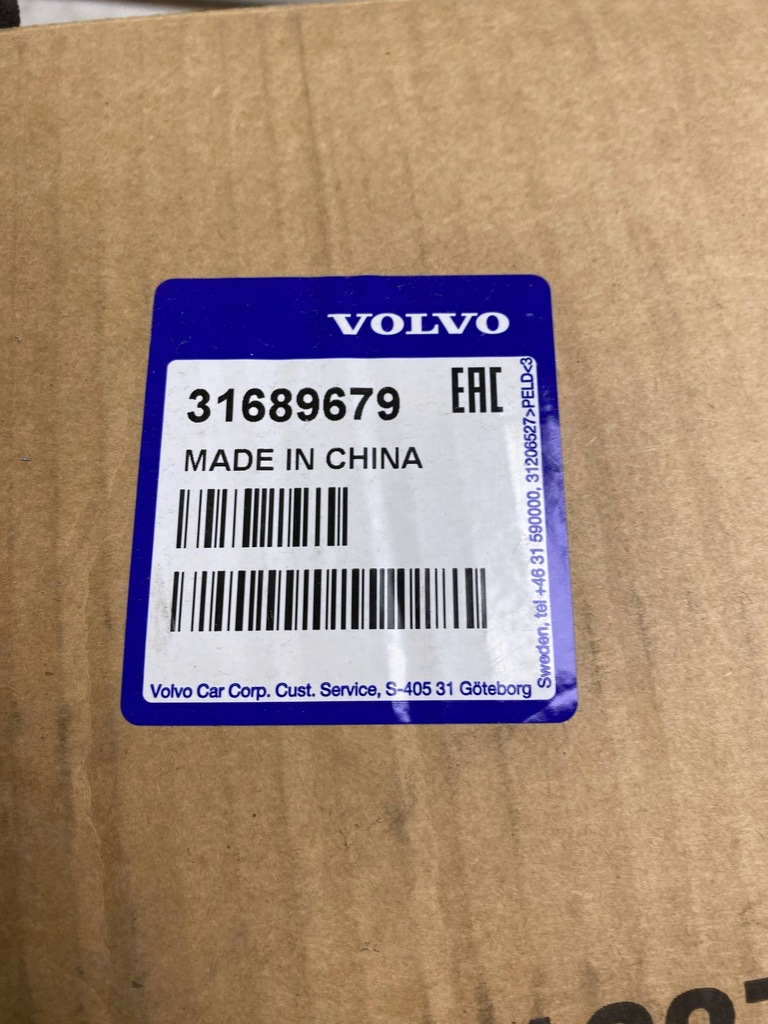 VOLVO
31689679
EAC
MADE IN CHINA
Volvo Car Corp. Cust. Service, S-405 31 Göteborg
Sweden, tel +46 31 590000, 31206527>PELD<3